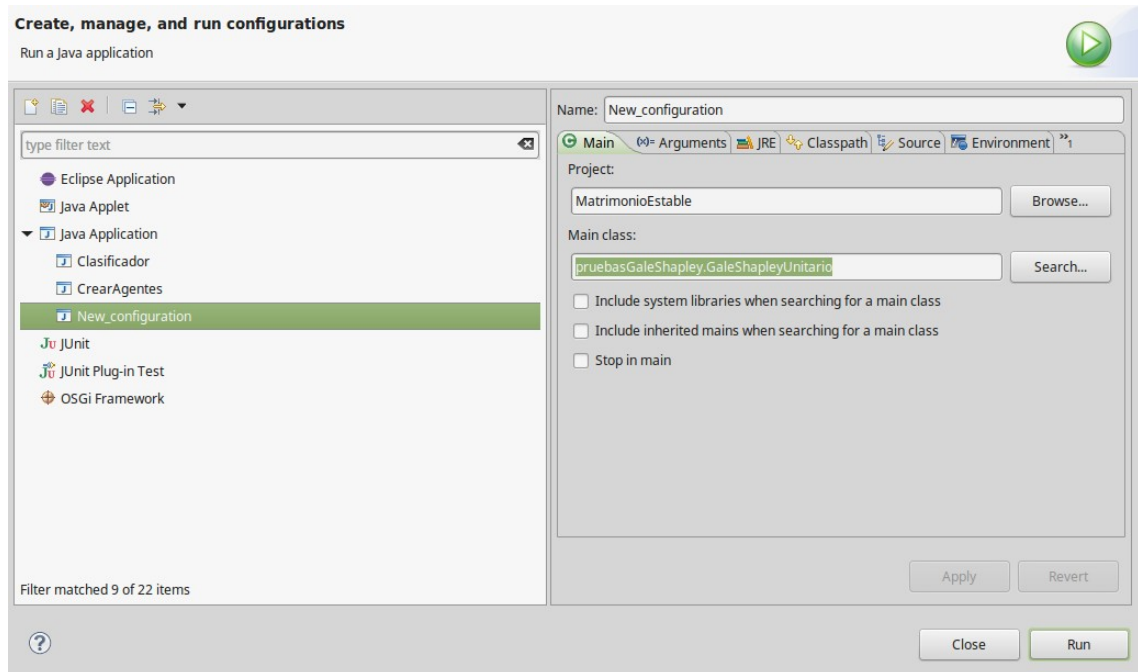 Create, manage, and run configurations
Run a Java application
type filter text
Eclipse Application
Java Applet
Java Application
Clasificador
CrearAgentes
New_configuration
JUnit
JUnit Plug-in Test
OSGi Framework
Filter matched 9 of 22 items
Name: New_configuration
Main (x)= Arguments JRE Classpath Source Environment »1
Project:
MatrimonioEstable Browse...
Main class:
pruebasGaleShapley.GaleShapleyUnitario Search...
Include system libraries when searching for a main class
Include inherited mains when searching for a main class
Stop in main
Apply Revert
Close Run